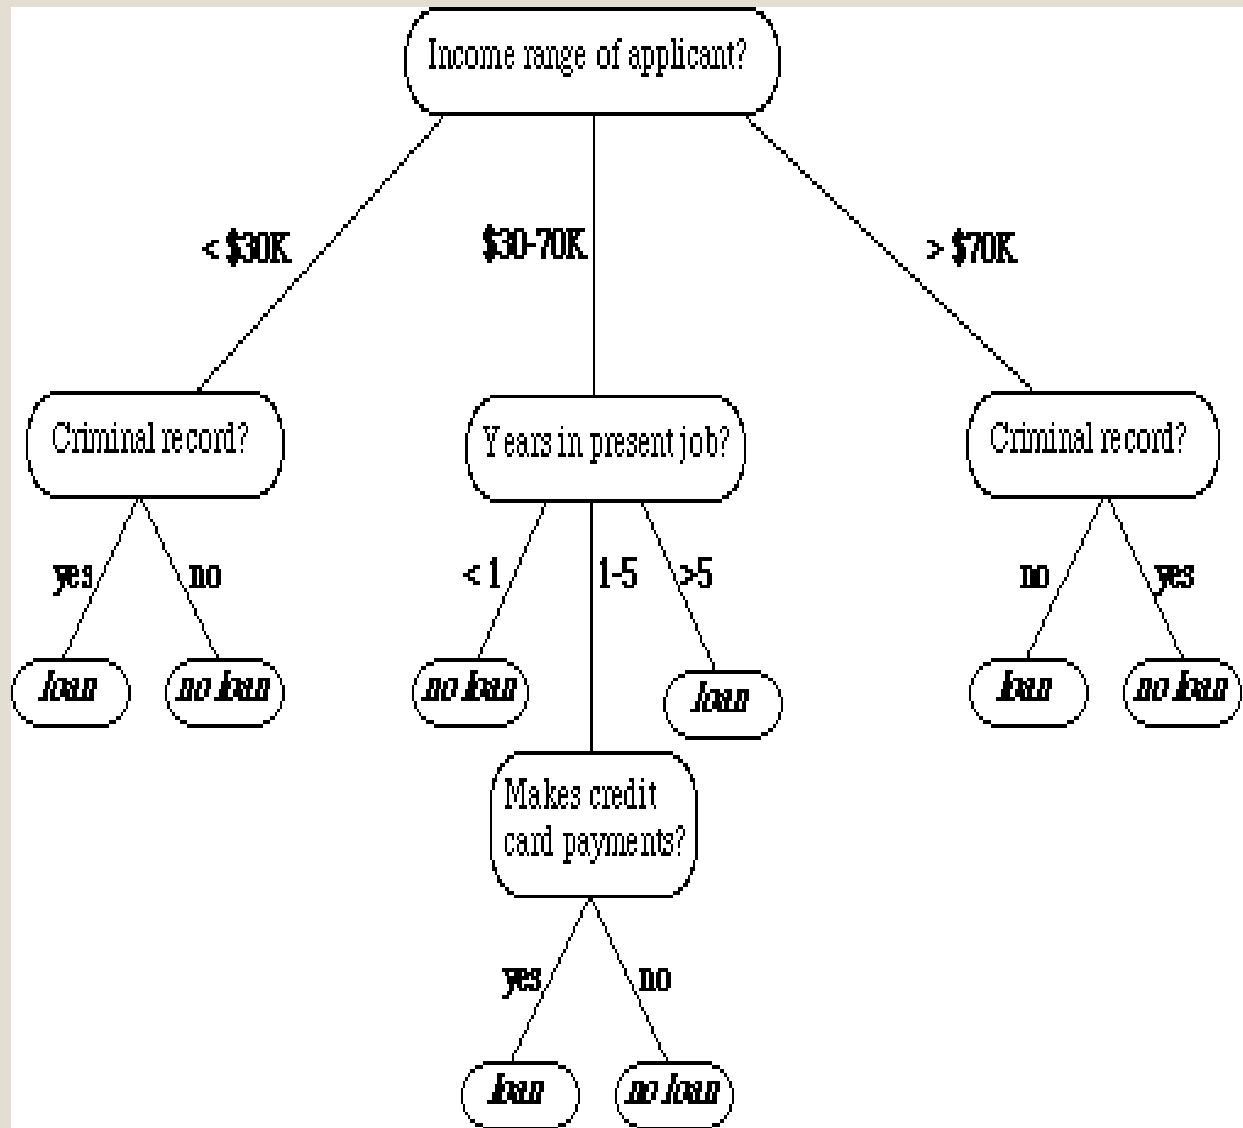 Income range of applicant?
< $30K
$30-70K
> $70K
Criminal record?
Years in present job?
Criminal record?
yes
no
< 1
1-5
>5
no
yes
loan
no loan
no loan
loan
loan
no loan
Makes credit
card payments?
yes
no
loan
no loan